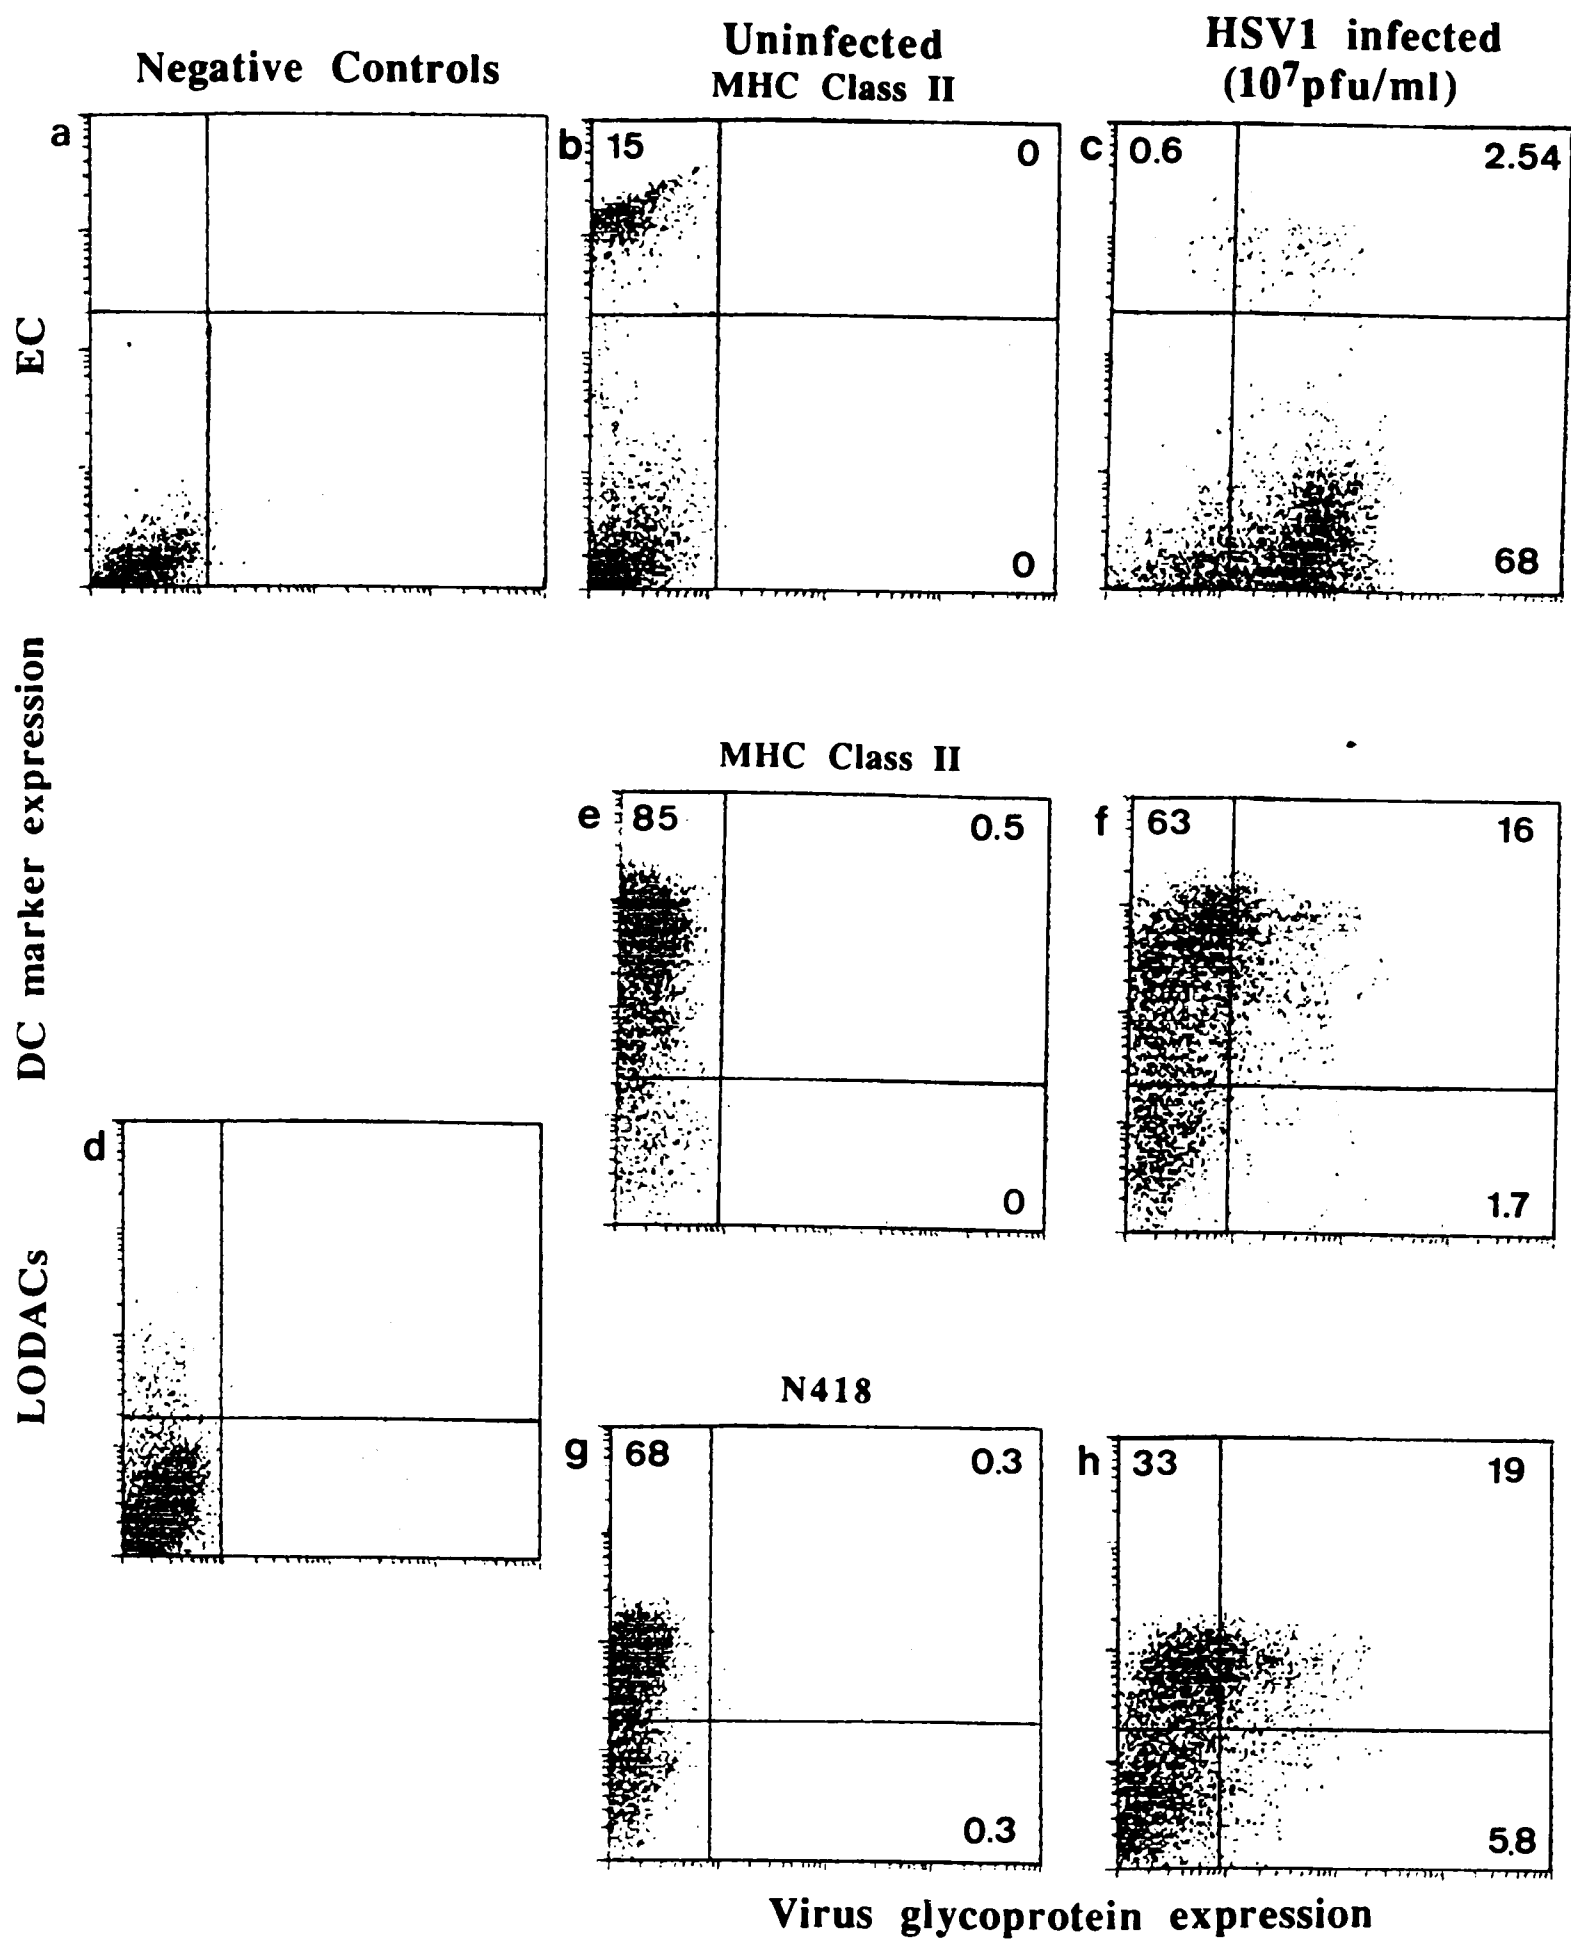 Negative Controls
Uninfected
MHC Class II
HSV1 infected
(10⁷pfu/ml)
a
b 15 0
c 0.6 2.54
EC
0
68
DC marker expression
MHC Class II
e 85 0.5
f 63 16
d
0
1.7
LODACs
N418
g 68 0.3
h 33 19
0.3
5.8
Virus glycoprotein expression